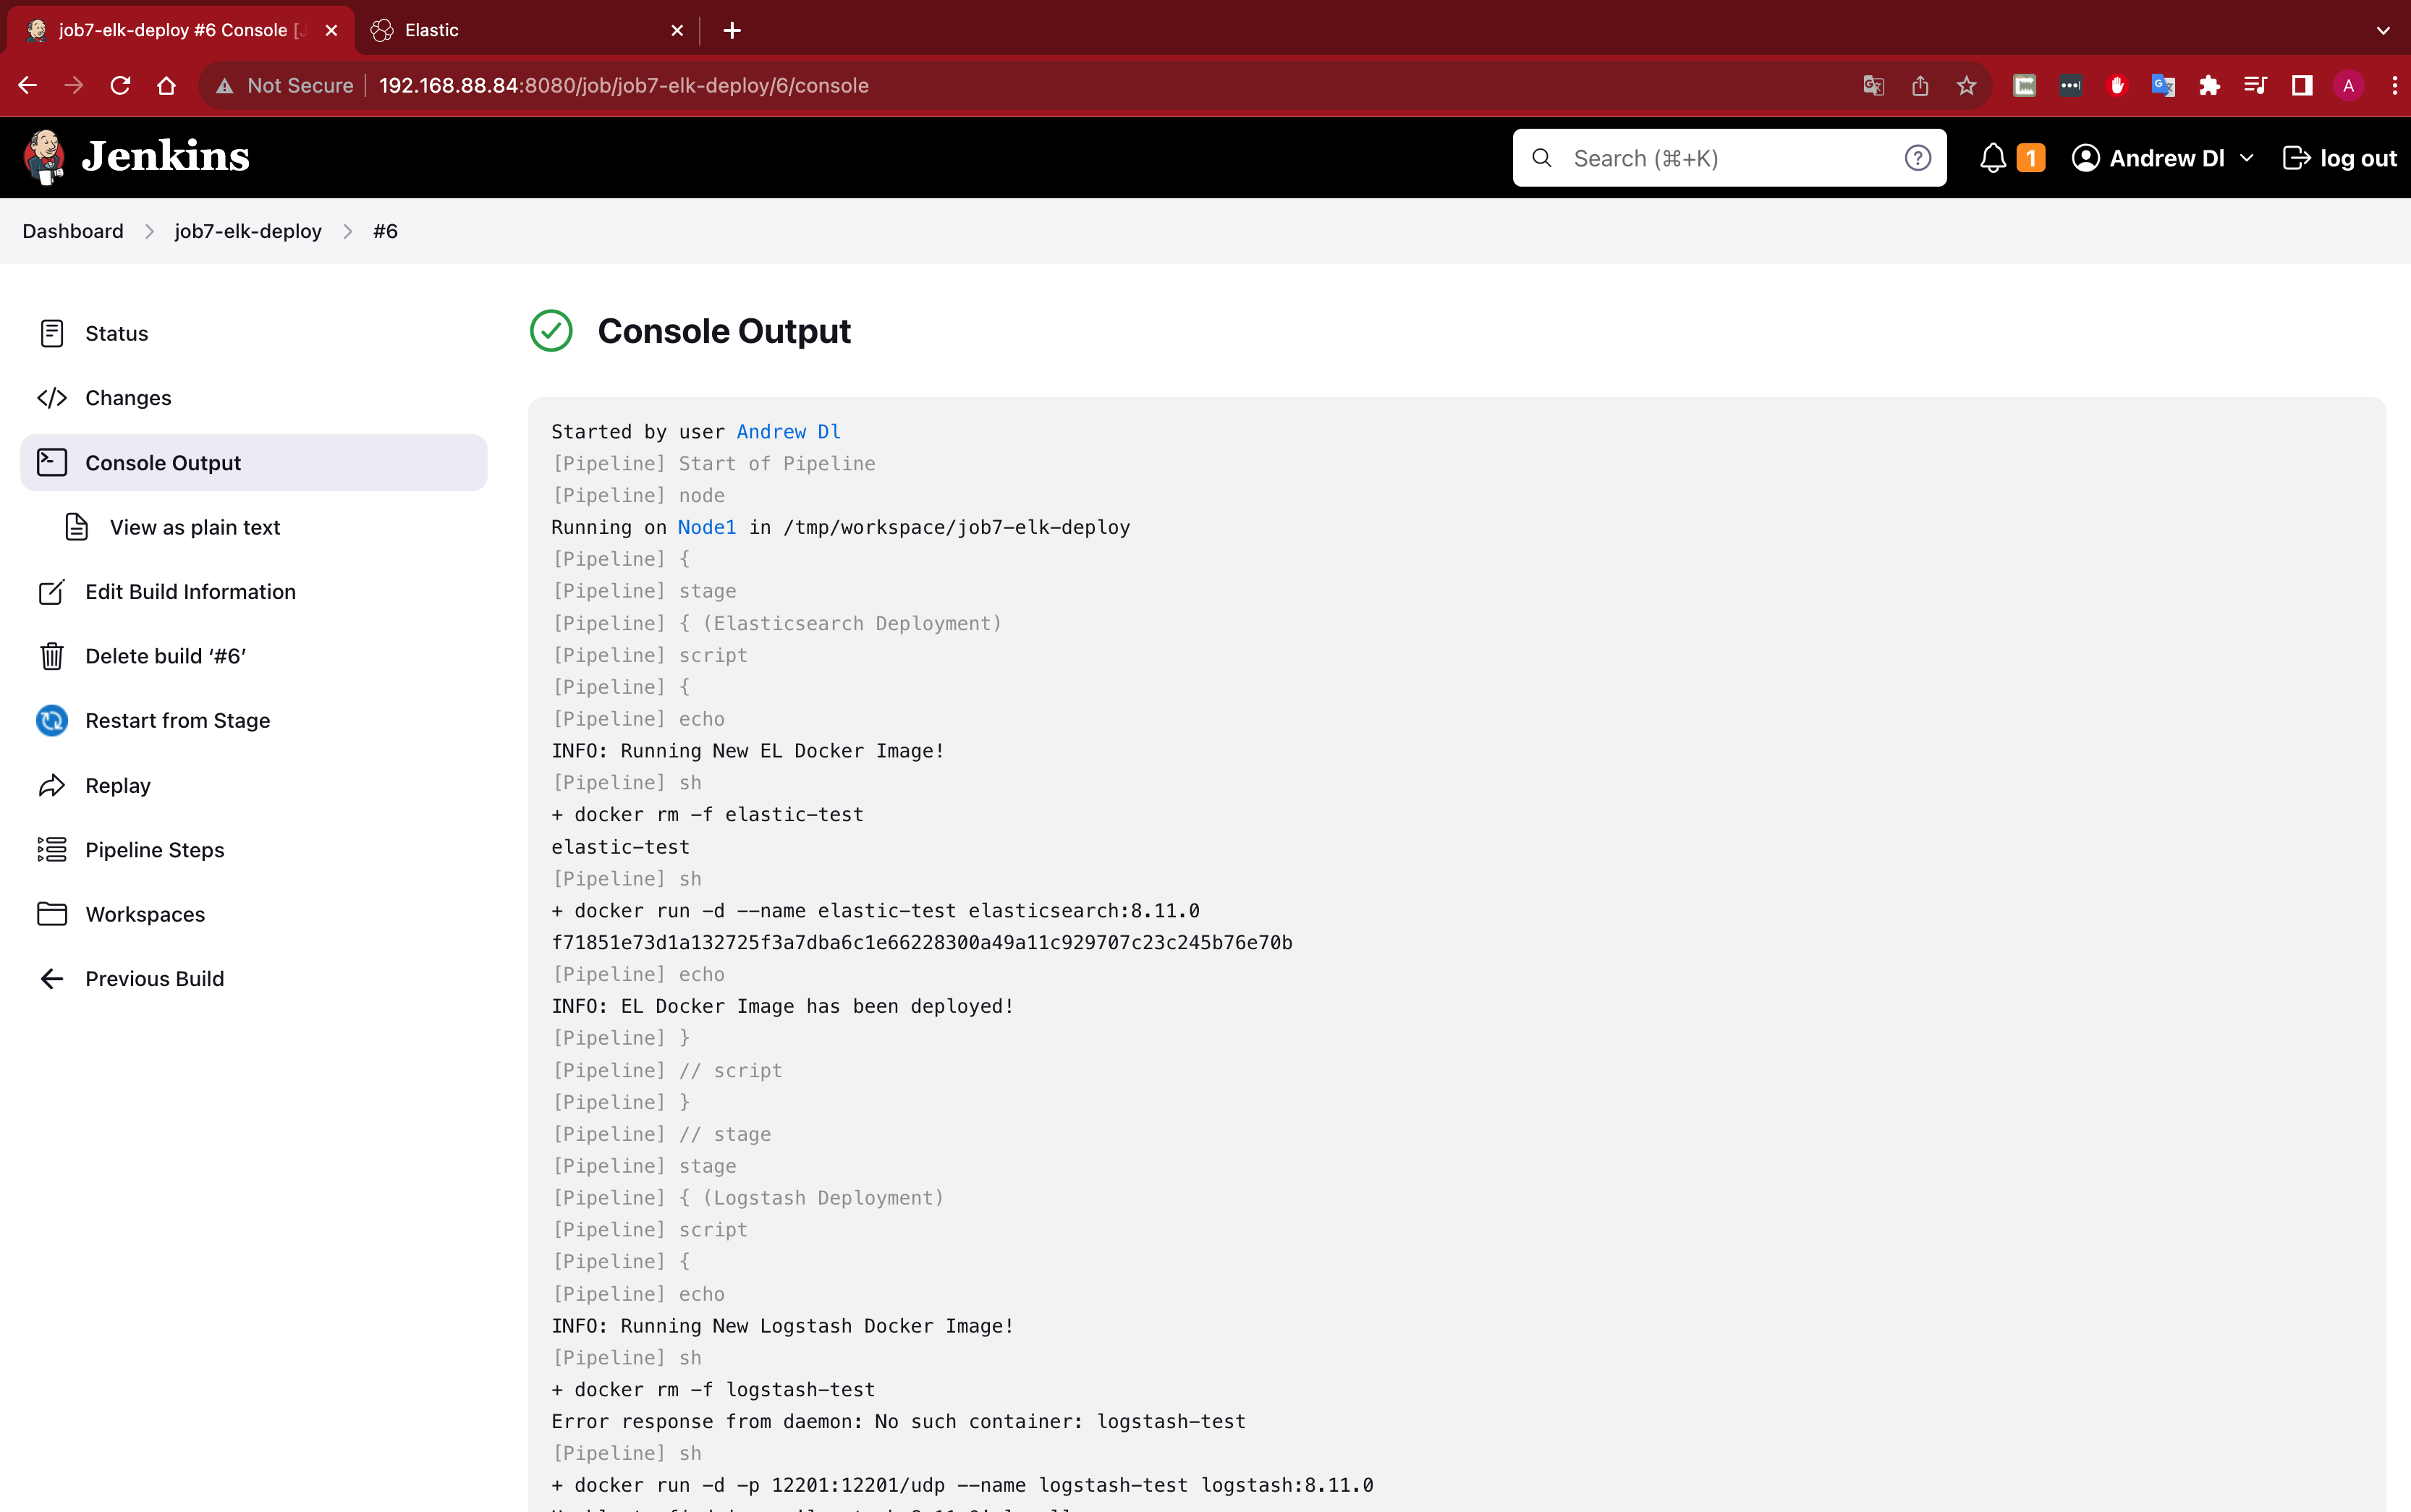 job7-elk-deploy #6 Console [J
Elastic
Not Secure
192.168.88.84:8080/job/job7-elk-deploy/6/console
A
Jenkins
Search (⌘+K)
1
Andrew Dl
log out
Dashboard
job7-elk-deploy
#6
Status
Changes
Console Output
View as plain text
Edit Build Information
Delete build ‘#6’
Restart from Stage
Replay
Pipeline Steps
Workspaces
Previous Build
Console Output
Started by user Andrew Dl
[Pipeline] Start of Pipeline
[Pipeline] node
Running on Node1 in /tmp/workspace/job7-elk-deploy
[Pipeline] {
[Pipeline] stage
[Pipeline] { (Elasticsearch Deployment)
[Pipeline] script
[Pipeline] {
[Pipeline] echo
INFO: Running New EL Docker Image!
[Pipeline] sh
+ docker rm -f elastic-test
elastic-test
[Pipeline] sh
+ docker run -d --name elastic-test elasticsearch:8.11.0
f71851e73d1a132725f3a7dba6c1e66228300a49a11c929707c23c245b76e70b
[Pipeline] echo
INFO: EL Docker Image has been deployed!
[Pipeline] }
[Pipeline] // script
[Pipeline] }
[Pipeline] // stage
[Pipeline] stage
[Pipeline] { (Logstash Deployment)
[Pipeline] script
[Pipeline] {
[Pipeline] echo
INFO: Running New Logstash Docker Image!
[Pipeline] sh
+ docker rm -f logstash-test
Error response from daemon: No such container: logstash-test
[Pipeline] sh
+ docker run -d -p 12201:12201/udp --name logstash-test logstash:8.11.0